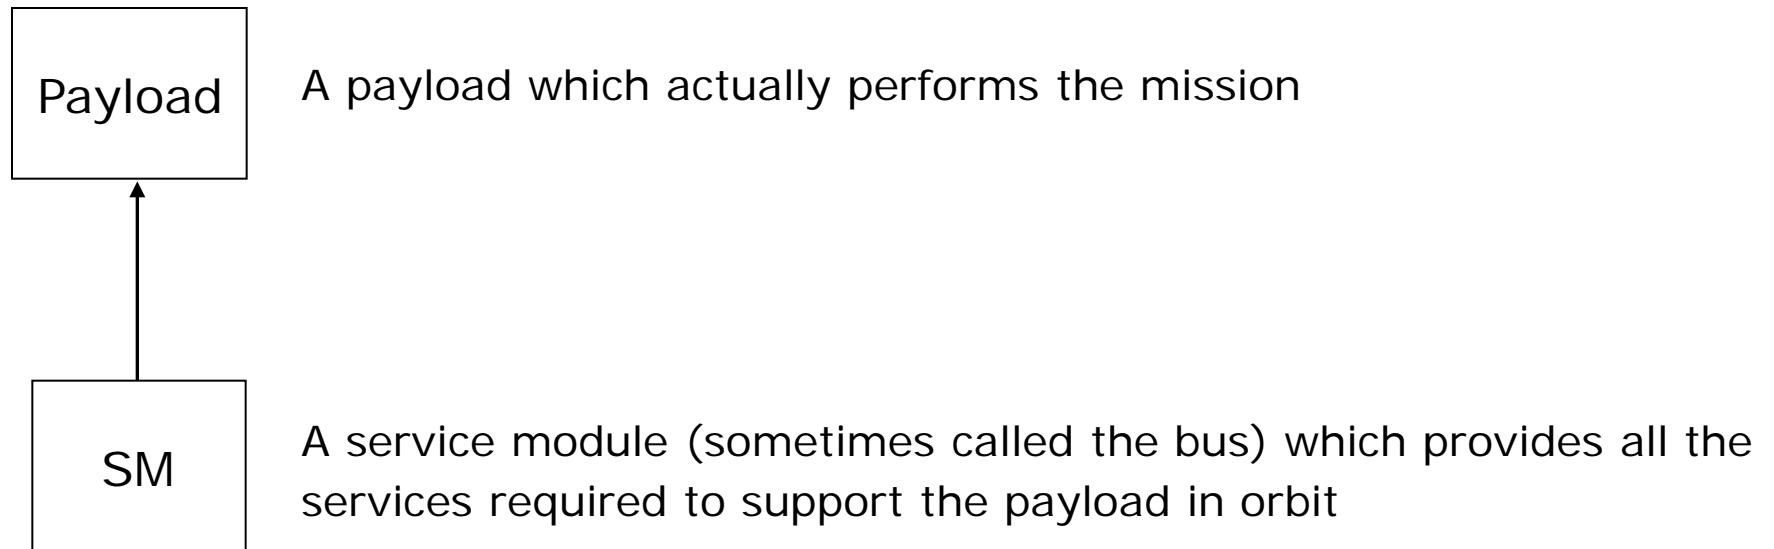 Payload
A payload which actually performs the mission
SM
A service module (sometimes called the bus) which provides all the
services required to support the payload in orbit